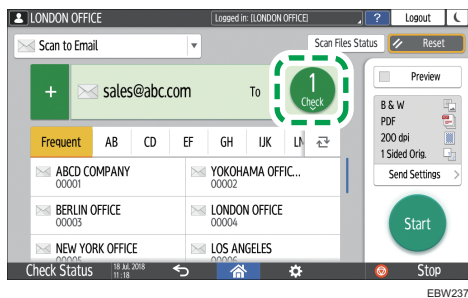 LONDON OFFICE
Logged in: [LONDON OFFICE]
?
Logout
Scan to Email
Scan Files Status
Reset
+
sales@abc.com
To
1
Check
Preview
B & W
PDF
200 dpi
1 Sided Orig.
Send Settings
Frequent
AB
CD
EF
GH
IJK
ABCD COMPANY
00001
YOKOHAMA OFFIC...
00002
BERLIN OFFICE
00003
LONDON OFFICE
00004
NEW YORK OFFICE
LOS ANGELES
Start
Check Status
18 Jul. 2018
11:18
Stop
EBW237